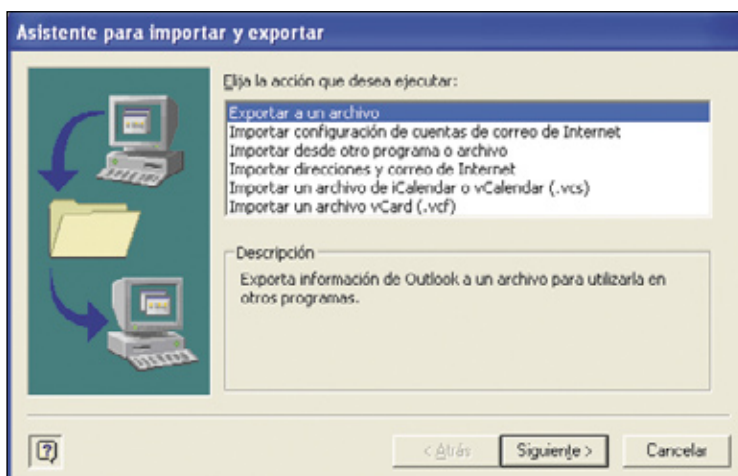 Asistente para importar y exportar
Elija la acción que desea ejecutar:
Exportar a un archivo
Importar configuración de cuentas de correo de Internet
Importar desde otro programa o archivo
Importar direcciones y correo de Internet
Importar un archivo de iCalendar o vCalendar (.vcs)
Importar un archivo vCard (.vcf)
Descripción
Exporta información de Outlook a un archivo para utilizarla en
otros programas.
?
< Atrás
Siguiente >
Cancelar